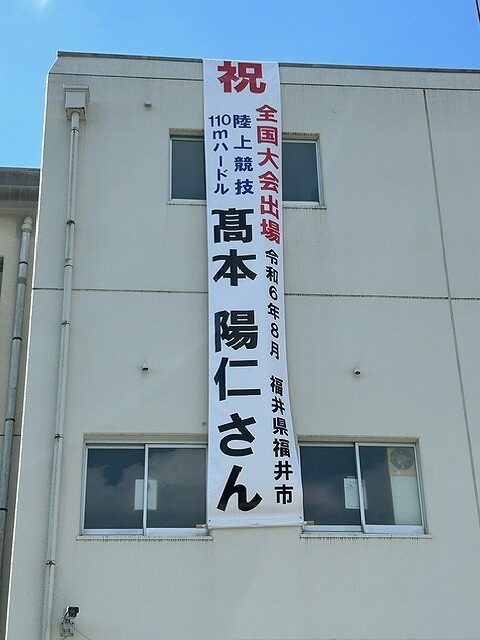 祝
全国大会出場 令和6年8月 福井県福井市
陸上競技
110mハードル
髙本 陽仁さん